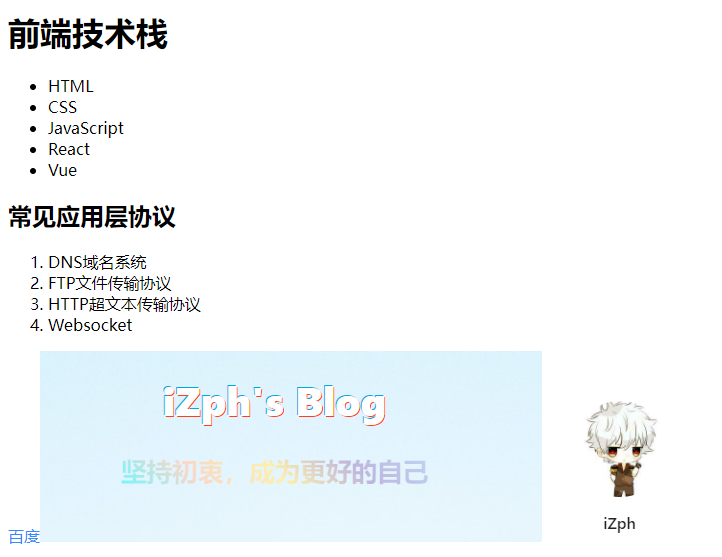 前端技术栈
HTML
CSS
JavaScript
React
Vue
常见应用层协议
1. DNS域名系统
2. FTP文件传输协议
3. HTTP超文本传输协议
4. Websocket
iZph's Blog
坚持初衷，成为更好的自己
iZph
百度